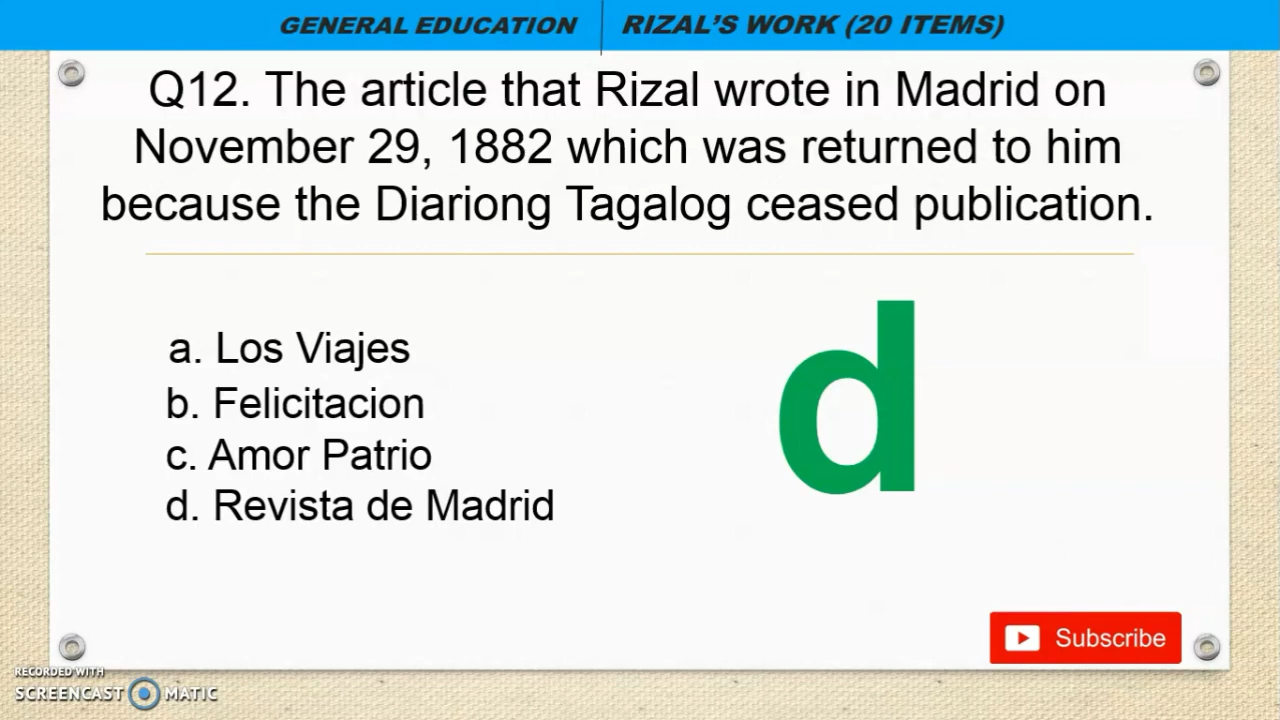 GENERAL EDUCATION
RIZAL'S WORK (20 ITEMS)
Q12. The article that Rizal wrote in Madrid on
November 29, 1882 which was returned to him
because the Diariong Tagalog ceased publication.
a. Los Viajes
b. Felicitacion
c. Amor Patrio
d. Revista de Madrid
d
Subscribe
RECORDED WITH
SCREENCAST MATIC